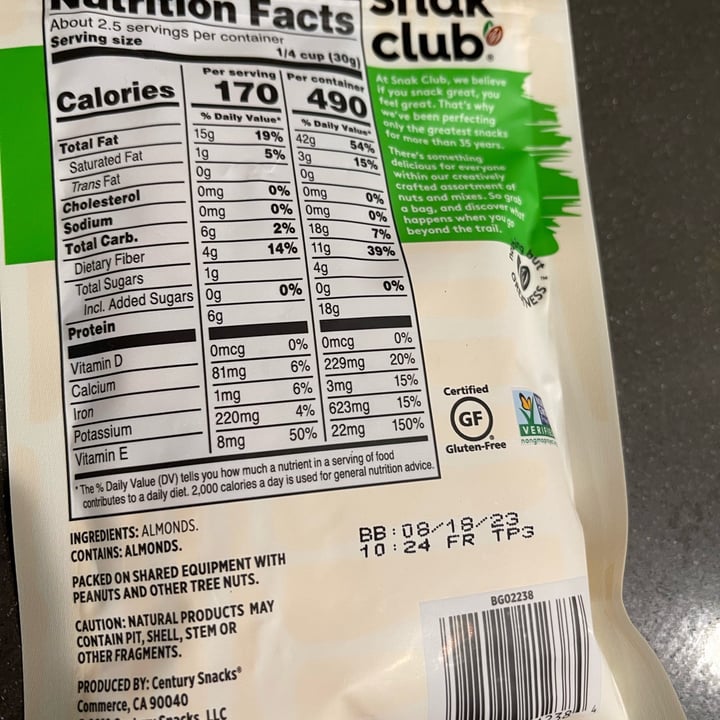 Nutrition Facts
About 2.5 servings per container
Serving size 1/4 cup (30g)
Per serving Per container
Calories 170 490
% Daily Value* % Daily Value*
Total Fat 15g 19% 42g 54%
Saturated Fat 1g 5% 3g 15%
Trans Fat 0g 0g
Cholesterol 0mg 0% 0mg 0%
Sodium 0mg 0% 0mg 0%
Total Carb. 6g 2% 18g 7%
Dietary Fiber 4g 14% 11g 39%
Total Sugars 1g 4g
Incl. Added Sugars 0g 0% 0g 0%
Protein 6g 18g
Vitamin D 0mcg 0% 0mcg 0%
Calcium 81mg 6% 229mg 20%
Iron 1mg 6% 3mg 15%
Potassium 220mg 4% 623mg 15%
Vitamin E 8mg 50% 22mg 150%
*The % Daily Value (DV) tells you how much a nutrient in a serving of food
contributes to a daily diet. 2,000 calories a day is used for general nutrition advice.
snak
club®
At Snak Club, we believe
if you snack great, you
feel great. That's why
we've been perfecting
only the greatest snacks
for more than 35 years.
There's something
delicious for everyone
within our creatively
crafted assortment of
nuts and mixes. So grab
a bag, and discover what
happens when you go
beyond the trail.
but
Certified
GF
Gluten-Free
VERIFIED
INGREDIENTS: ALMONDS.
CONTAINS: ALMONDS.
PACKED ON SHARED EQUIPMENT WITH
PEANUTS AND OTHER TREE NUTS.
CAUTION: NATURAL PRODUCTS MAY
CONTAIN PIT, SHELL, STEM OR
OTHER FRAGMENTS.
PRODUCED BY: Century Snacks®
Commerce, CA 90040
Snacks, LLC
BB:08/18/23
10:24 FR TP3
BG02238
238 4